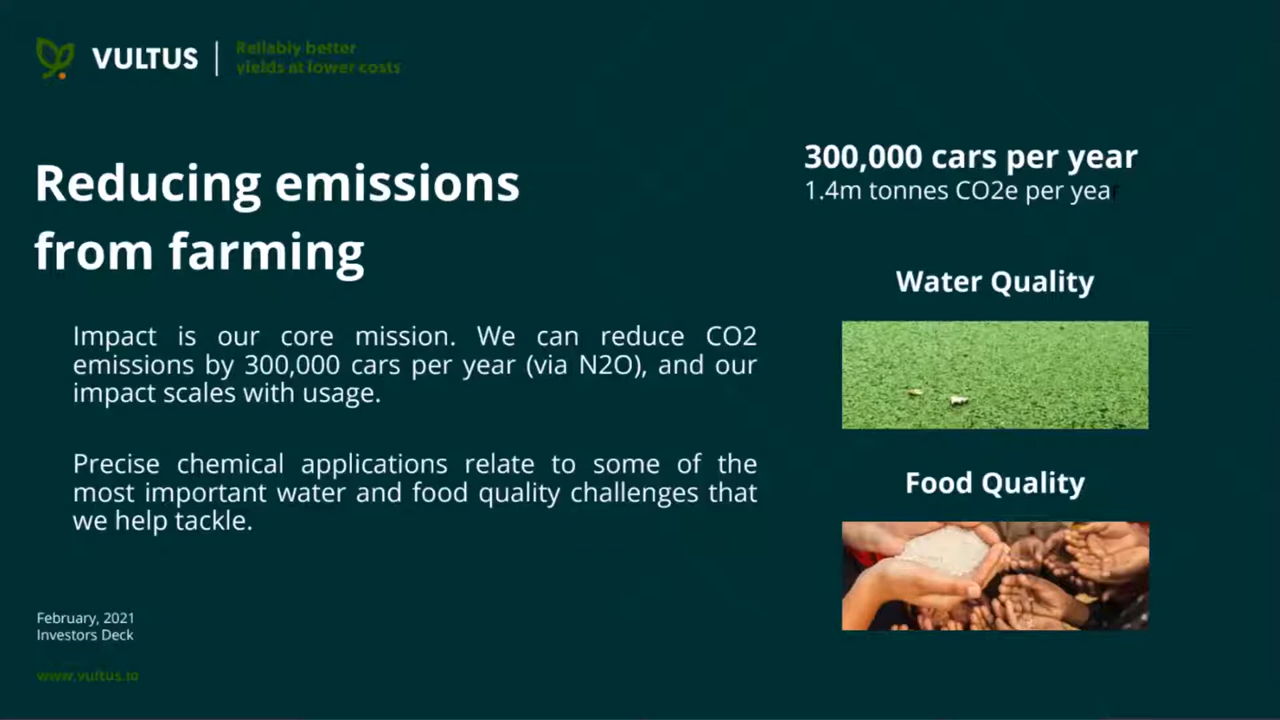 VULTUS
Reliably better
yields at lower costs
Reducing emissions
from farming
Impact is our core mission. We can reduce CO2
emissions by 300,000 cars per year (via N2O), and our
impact scales with usage.
Precise chemical applications relate to some of the
most important water and food quality challenges that
we help tackle.
February, 2021
Investors Deck
www.vultus.io
300,000 cars per year
1.4m tonnes CO2e per year
Water Quality
Food Quality